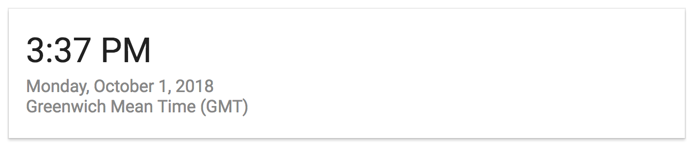 3:37 PM
Monday, October 1, 2018
Greenwich Mean Time (GMT)